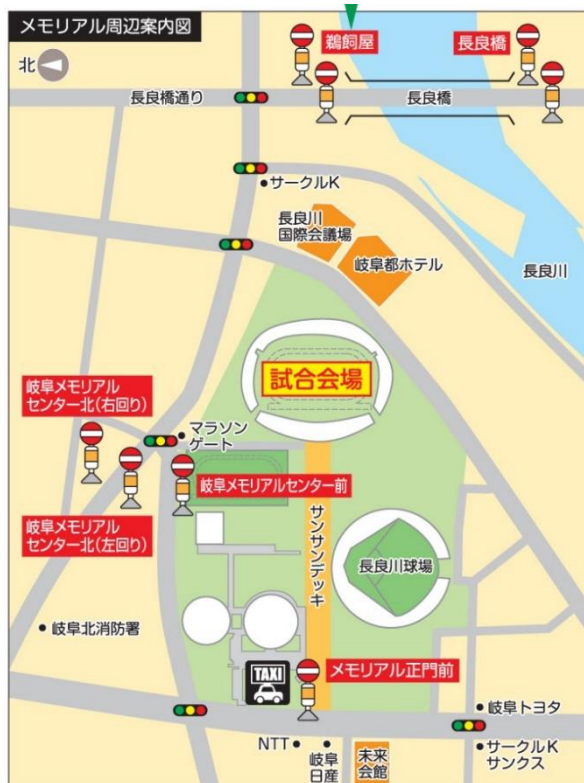 メモリアル周辺案内図
北
鵜飼屋
長良橋
長良橋通り
長良橋
サークルK
長良川
国際会議場
岐阜都ホテル
長良川
試合会場
岐阜メモリアル
センター北(右回り)
マラソン
ゲート
岐阜メモリアルセンター前
岐阜メモリアル
センター北(左回り)
サンサンデッキ
長良川球場
岐阜北消防署
TAXI
メモリアル正門前
岐阜トヨタ
NTT
岐阜
日産
未来
会館
サークルK
サンクス